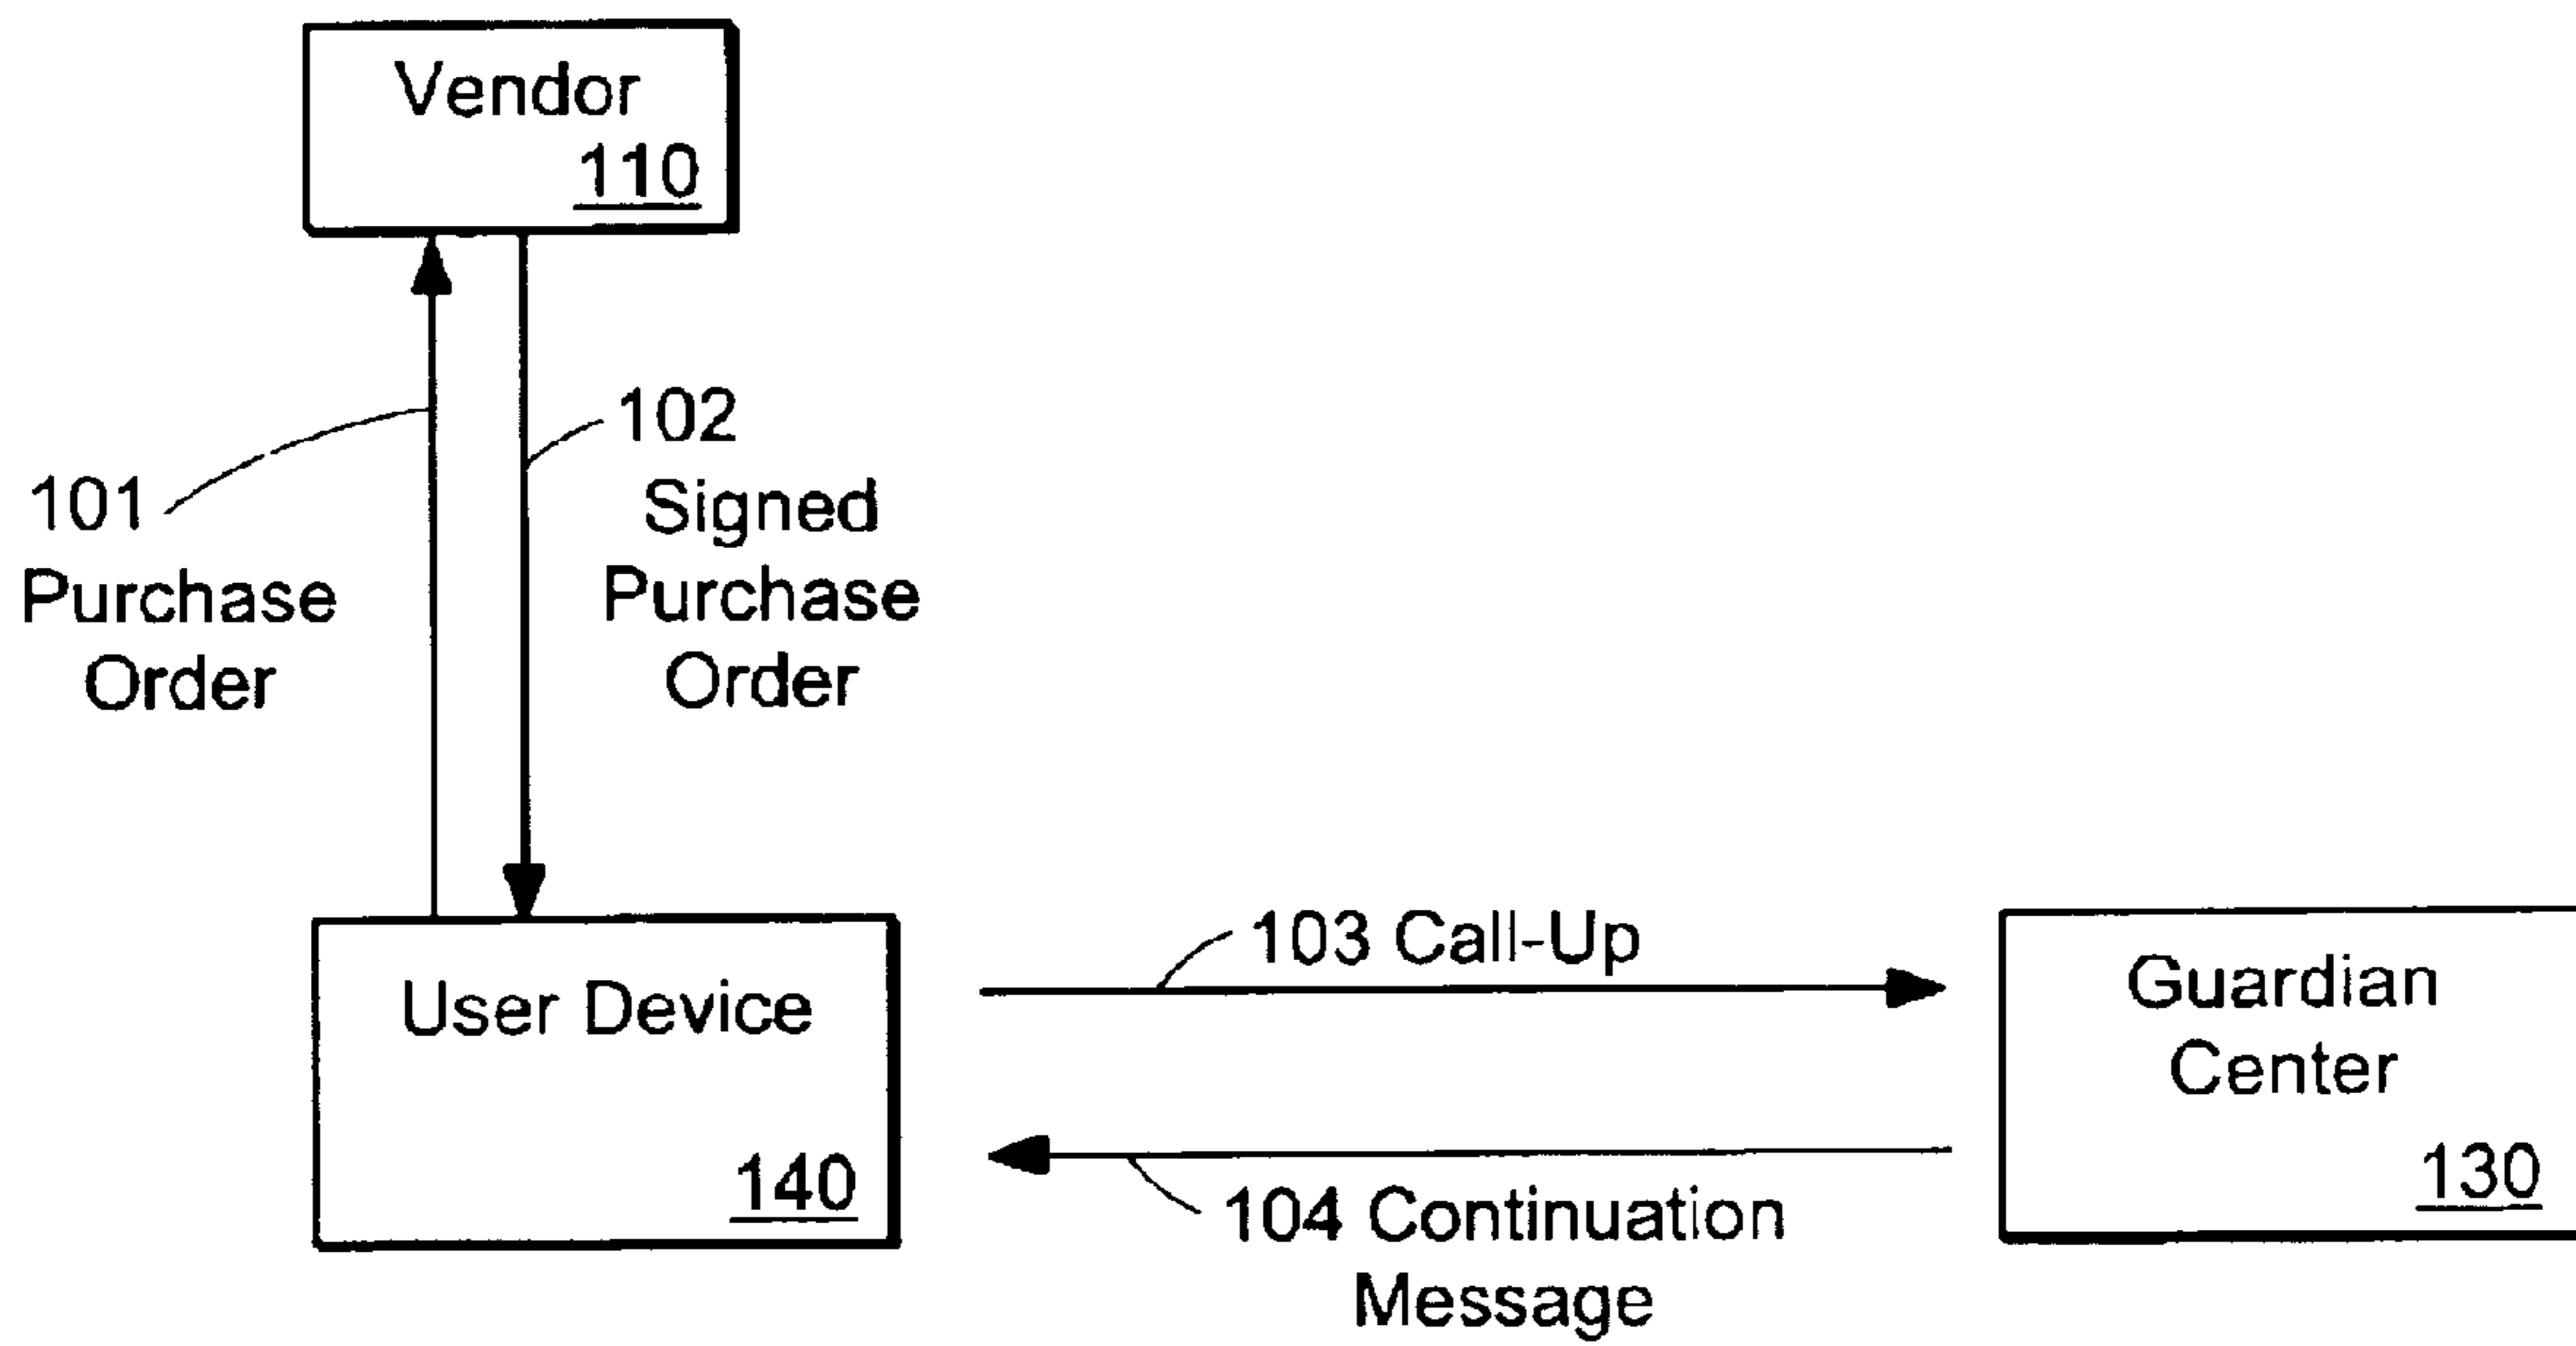 Vendor
110
101
Purchase
Order
102
Signed
Purchase
Order
User Device
140
103 Call-Up
104 Continuation
Message
Guardian
Center
130